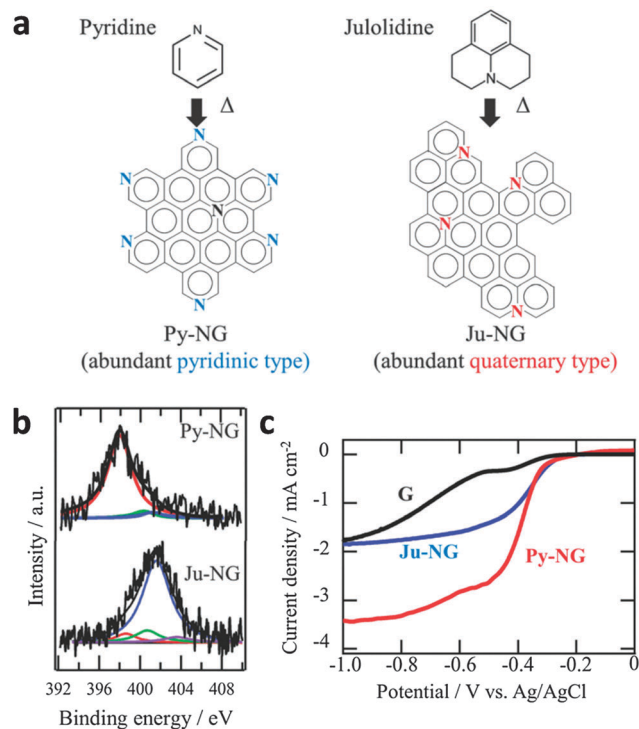 a
Pyridine
Julolidine
N
N
Δ
Δ
N
N
N
N
N
N
N
N
N
N
N
Py-NG
Ju-NG
(abundant pyridinic type)
(abundant quaternary type)
b
Py-NG
Ju-NG
Intensity / a.u.
392 396 400 404 408
Binding energy / eV
c
G
Ju-NG
Py-NG
Current density / mA cm-2
0
-1
-2
-3
-4
-1.0 -0.8 -0.6 -0.4 -0.2 0
Potential / V vs. Ag/AgCl